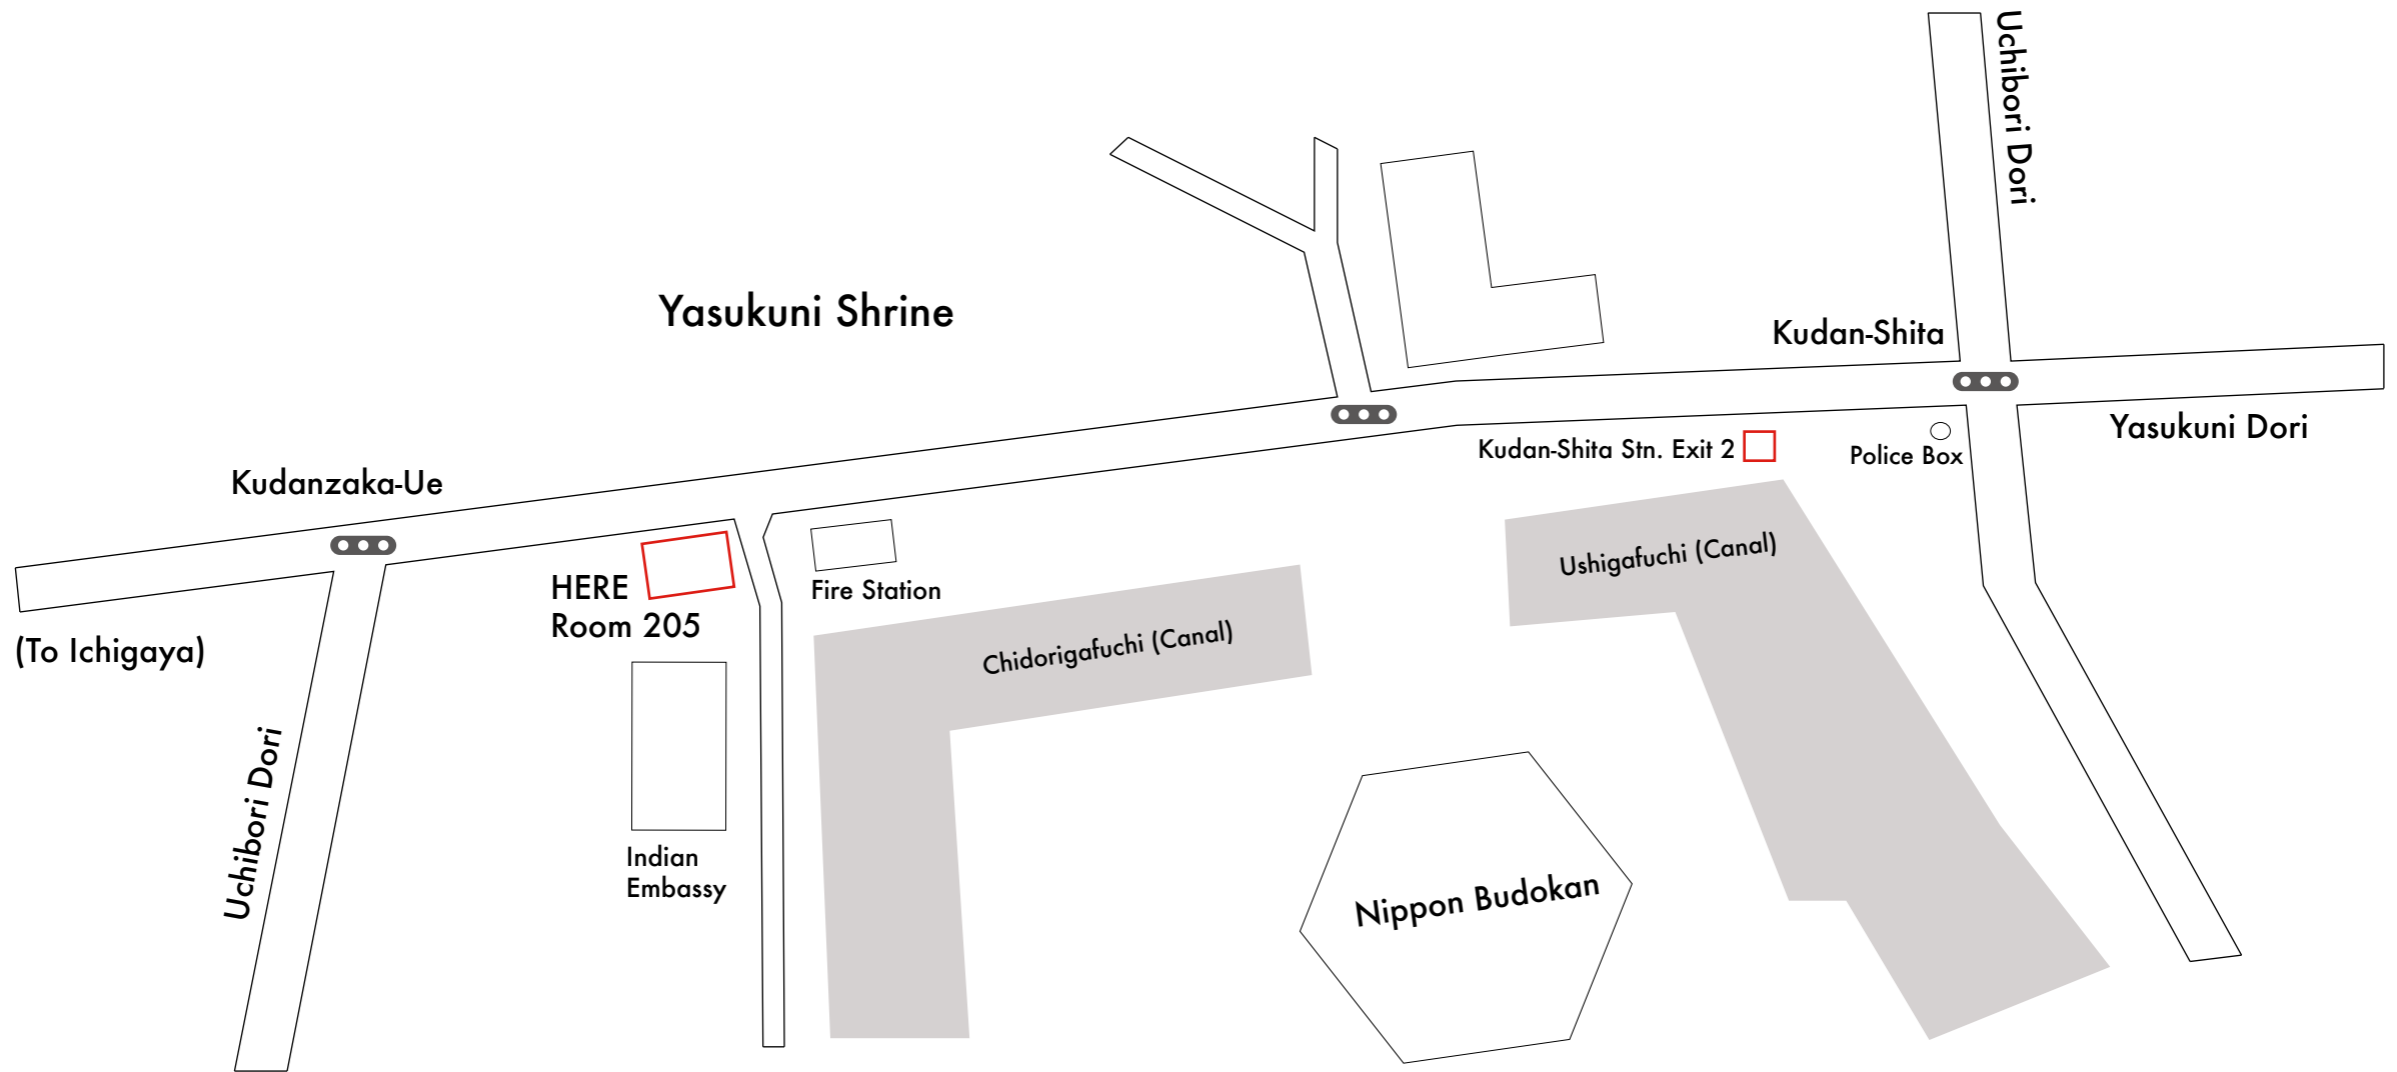 Uchibori Dori
Yasukuni Shrine
Kudan-Shita
Yasukuni Dori
Kudan-Shita Stn. Exit 2
Police Box
Kudanzaka-Ue
Ushigafuchi (Canal)
HERE
Room 205
Fire Station
(To Ichigaya)
Chidorigafuchi (Canal)
Uchibori Dori
Indian
Embassy
Nippon Budokan